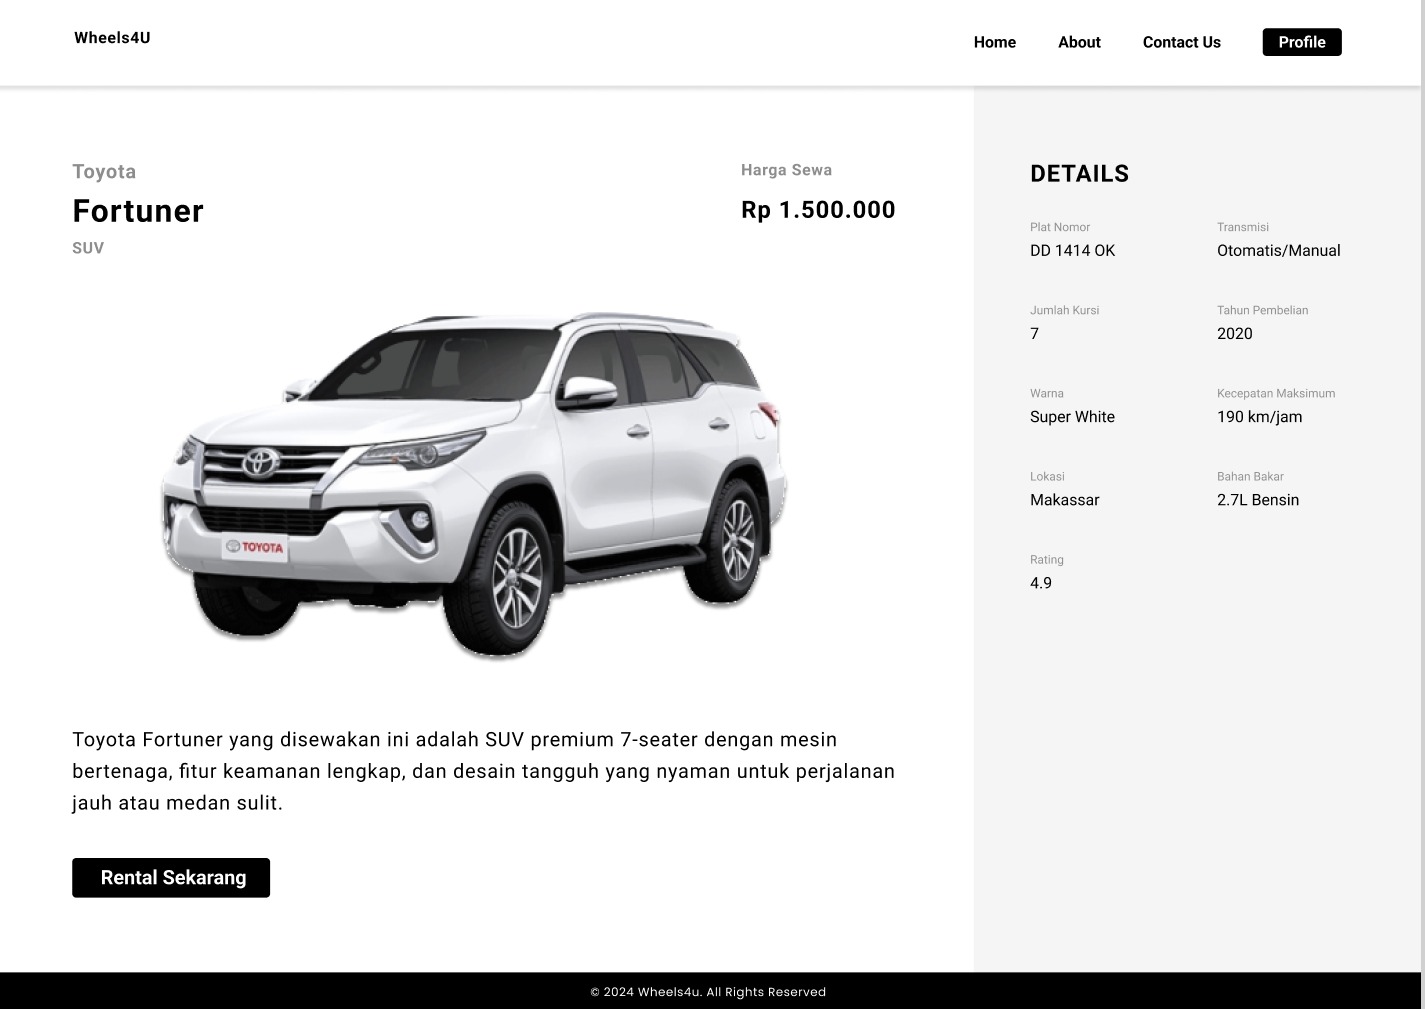 Wheels4U
Home
About
Contact Us
Profile
Toyota
Fortuner
SUV
Harga Sewa
Rp 1.500.000
TOYOTA
Toyota Fortuner yang disewakan ini adalah SUV premium 7-seater dengan mesin
bertenaga, fitur keamanan lengkap, dan desain tangguh yang nyaman untuk perjalanan
jauh atau medan sulit.
Rental Sekarang
DETAILS
Plat Nomor
DD 1414 OK
Transmisi
Otomatis/Manual
Jumlah Kursi
7
Tahun Pembelian
2020
Warna
Super White
Kecepatan Maksimum
190 km/jam
Lokasi
Makassar
Bahan Bakar
2.7L Bensin
Rating
4.9
© 2024 Wheels4u. All Rights Reserved